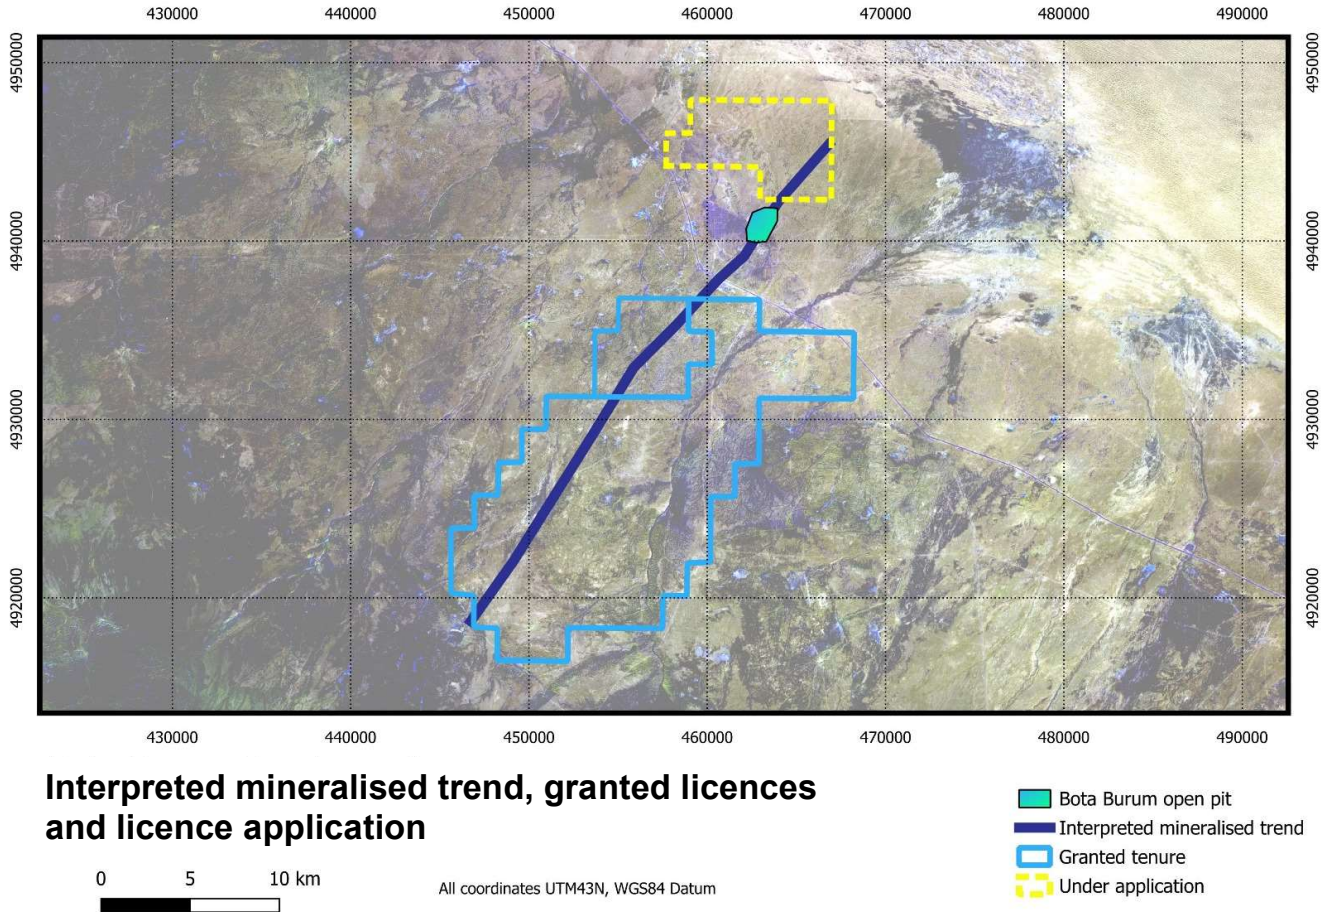 430000 440000 450000 460000 470000 480000 490000
4950000 4950000
4940000 4940000
4930000 4930000
4920000 4920000
430000 440000 450000 460000 470000 480000 490000
Interpreted mineralised trend, granted licences
and licence application
0 5 10 km
All coordinates UTM43N, WGS84 Datum
Bota Burum open pit
Interpreted mineralised trend
Granted tenure
Under application